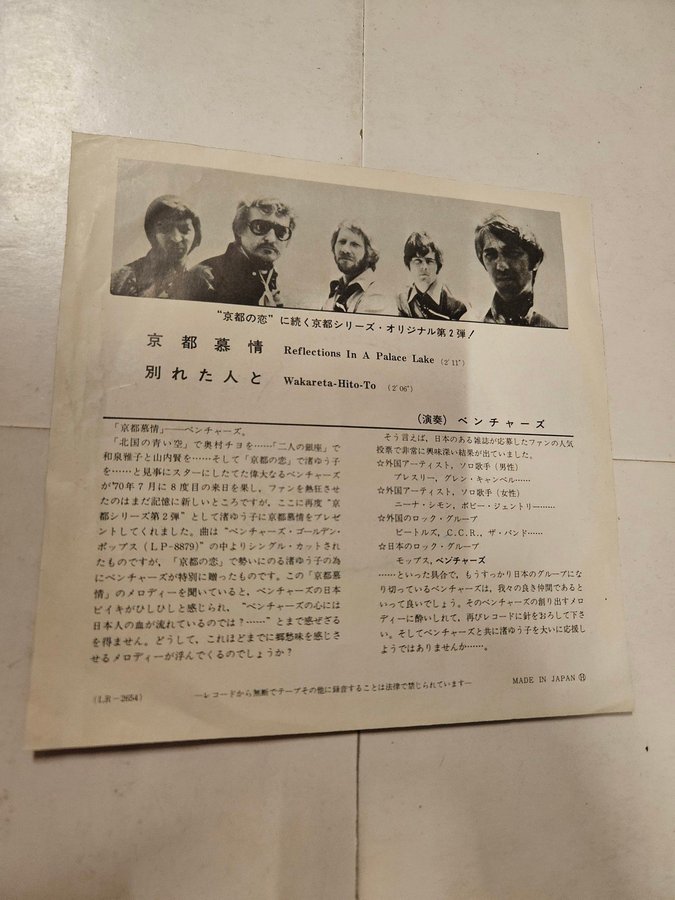 “京都の恋”に続く京都シリーズ・オリジナル第2弾！
京都慕情 Reflections In A Palace Lake (2'11")
別れた人と Wakareta-Hito-To (2'06")
(演奏) ベンチャーズ
「京都慕情」——ベンチャーズ。
「北国の青い空」で奥村チヨを……「二人の銀座」で
和泉雅子と山内賢を……そして「京都の恋」で渚ゆう子
を……と見事にスターにしたてた偉大なるベンチャーズ
が'70年7月に8度目の来日を果し、ファンを熱狂させ
たのはまだ記憶に新しいところですが、ここに再度“京
都シリーズ第2弾”として渚ゆう子に京都慕情をプレゼ
ントしてくれました。曲は“ベンチャーズ・ゴールデン・
ポップス(LP-8879)”の中よりシングル・カットされ
たものですが、「京都の恋」で勢いにのる渚ゆう子の為
にベンチャーズが特別に贈ったものです。この「京都慕
情」のメロディーを聞いていると、ベンチャーズの日本
ビイキがひしひしと感じられ、“ベンチャーズの心には
日本人の血が流れているのでは？……”とまで感ぜざる
を得ません。どうして、これほどまでに郷愁味を感じさ
せるメロディーが浮んでくるのでしょうか？
そう言えば、日本のある雑誌が応募したファンの人気
投票で非常に興味深い結果が出ていました。
☆外国アーティスト、ソロ歌手(男性)
プレスリー、グレン・キャンベル……
☆外国アーティスト、ソロ歌手(女性)
ニーナ・シモン、ボビー・ジェントリー……
☆外国のロック・グループ
ビートルズ、C.C.R.、ザ・バンド……
☆日本のロック・グループ
モップス、ベンチャーズ
……といった具合で、もうすっかり日本のグループにな
り切っているベンチャーズは、我々の良き仲間であると
いって良いでしょう。そのベンチャーズの創り出すメロ
ディーに酔いしれて、再びレコードに針をおろして下さ
い。そしてベンチャーズと共に渚ゆう子を大いに応援し
ようではありませんか……。
(LR-2654)
—レコードから無断でテープその他に録音することは法律で禁じられています—
MADE IN JAPAN